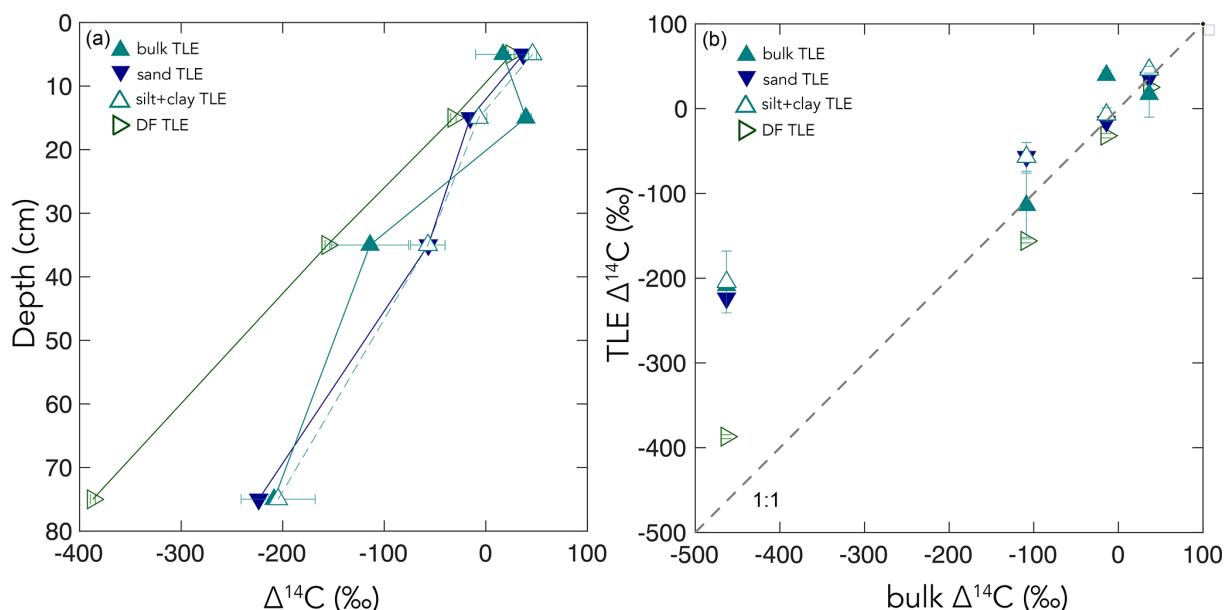 (a)
bulk TLE
sand TLE
silt+clay TLE
DF TLE
0
10
20
30
40
50
60
70
80
Depth (cm)
-400
-300
-200
-100
0
100
Δ¹⁴C (‰)
(b)
bulk TLE
sand TLE
silt+clay TLE
DF TLE
100
0
-100
-200
-300
-400
-500
TLE Δ¹⁴C (‰)
1:1
-500
-400
-300
-200
-100
0
100
bulk Δ¹⁴C (‰)